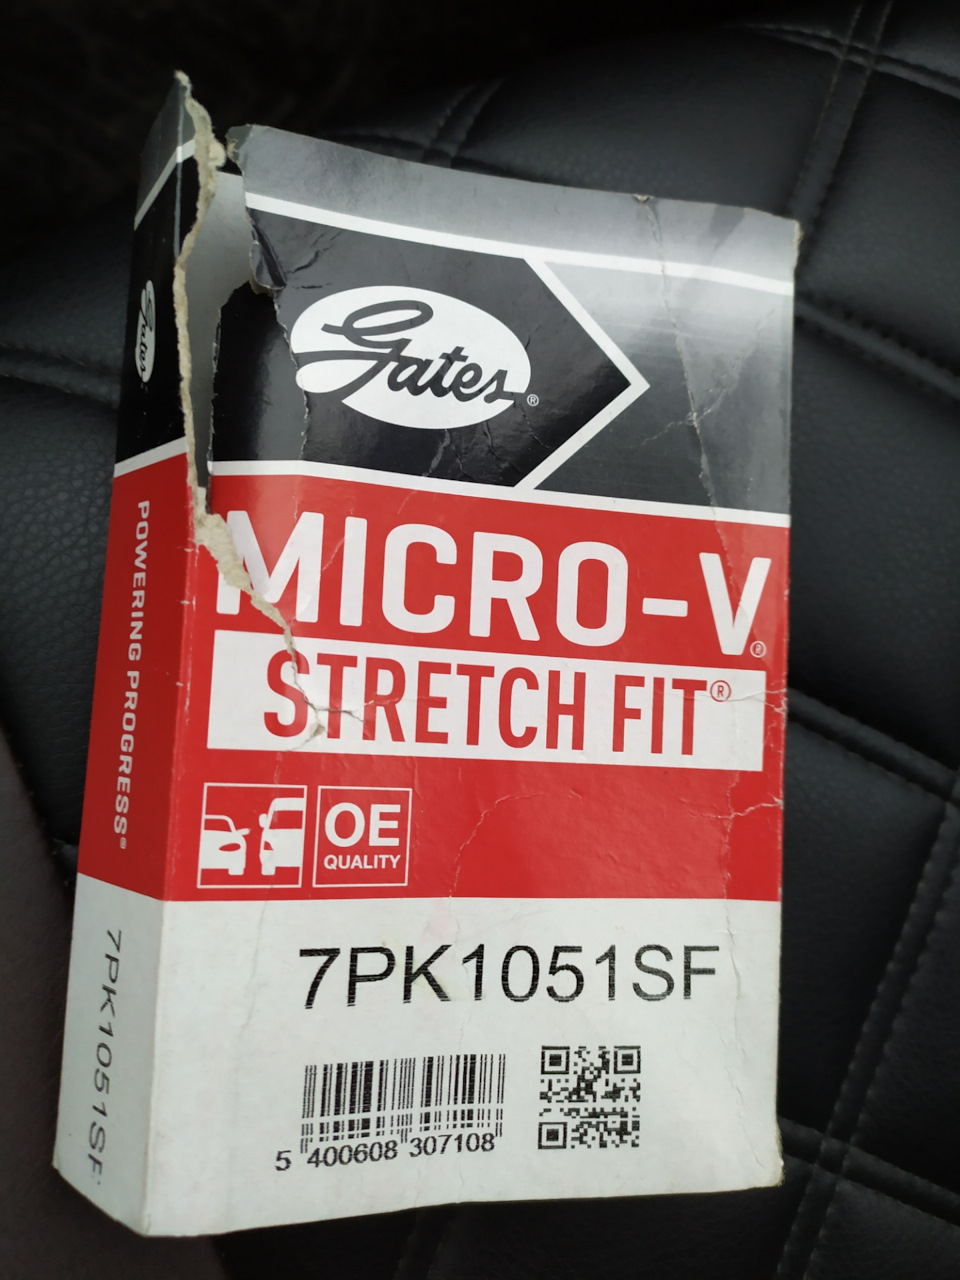 Gates®
MICRO-V®
STRETCH FIT®
OE
QUALITY
7PK1051SF
5 400608 307108
Gates
POWERING PROGRESS®
7PK1051SF